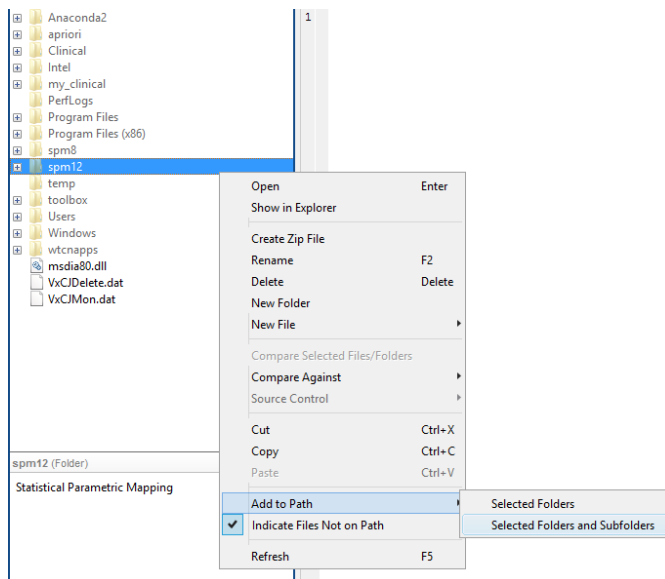 Anaconda2
1
apriori
Clinical
Intel
my_clinical
PerfLogs
Program Files
Program Files (x86)
spm8
spm12
temp
toolbox
Users
Windows
wtcnapps
msdia80.dll
VxCJDelete.dat
VxCJMon.dat
Open Enter
Show in Explorer
Create Zip File
Rename F2
Delete Delete
New Folder
New File
Compare Selected Files/Folders
Compare Against
Source Control
Cut Ctrl+X
Copy Ctrl+C
Paste Ctrl+V
Add to Path
Indicate Files Not on Path
Refresh F5
Selected Folders
Selected Folders and Subfolders
spm12 (Folder)
Statistical Parametric Mapping